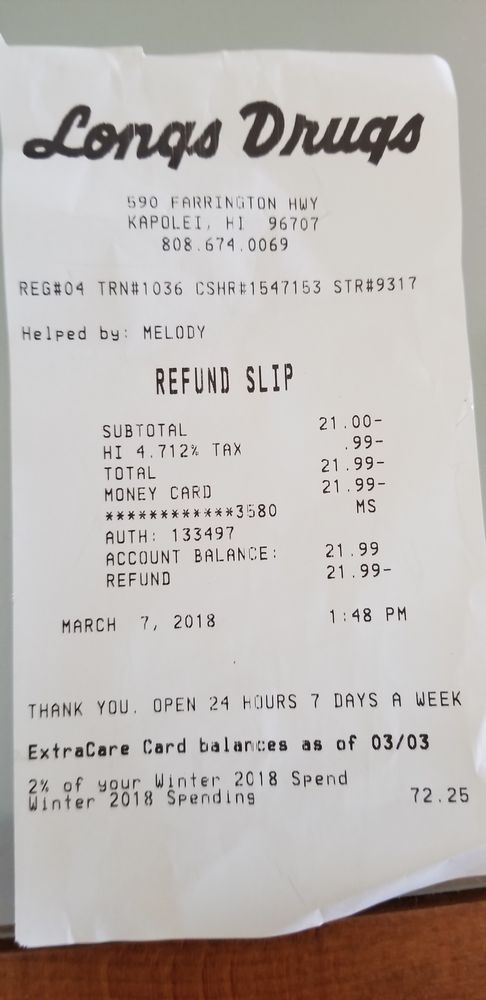 Longs Drugs
590 FARRINGTON HWY
KAPOLEI, HI 96707
808.674.0069
REG#04 TRN#1036 CSHR#1547153 STR#9317
Helped by: MELODY
REFUND SLIP
SUBTOTAL 21.00-
HI 4.712% TAX .99-
TOTAL 21.99-
MONEY CARD 21.99-
************3580 MS
AUTH: 133497
ACCOUNT BALANCE: 21.99
REFUND 21.99-
MARCH 7, 2018 1:48 PM
THANK YOU. OPEN 24 HOURS 7 DAYS A WEEK
ExtraCare Card balances as of 03/03
2% of your Winter 2018 Spend
Winter 2018 Spending 72.25